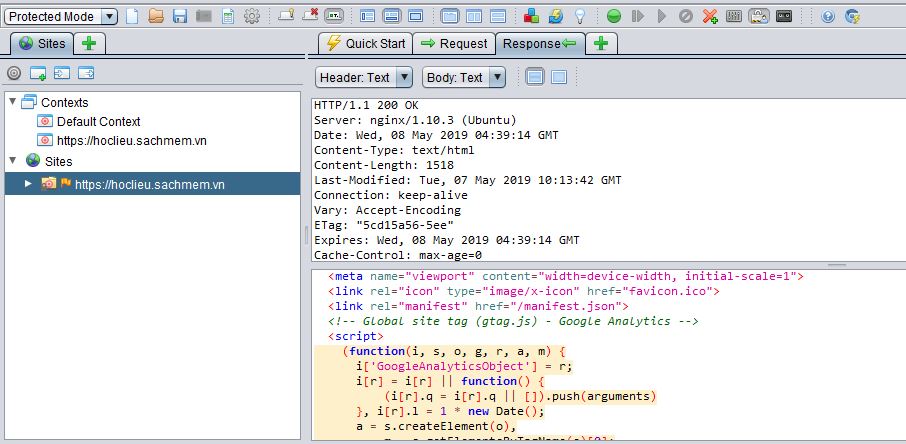 Protected Mode
Sites
Quick Start
Request
Response
Header: Text
Body: Text
Contexts
Default Context
https://hoclieu.sachmem.vn
Sites
https://hoclieu.sachmem.vn
HTTP/1.1 200 OK
Server: nginx/1.10.3 (Ubuntu)
Date: Wed, 08 May 2019 04:39:14 GMT
Content-Type: text/html
Content-Length: 1518
Last-Modified: Tue, 07 May 2019 10:13:42 GMT
Connection: keep-alive
Vary: Accept-Encoding
ETag: "5cd15a56-5ee"
Expires: Wed, 08 May 2019 04:39:14 GMT
Cache-Control: max-age=0
<meta name="viewport" content="width=device-width, initial-scale=1">
<link rel="icon" type="image/x-icon" href="favicon.ico">
<link rel="manifest" href="/manifest.json">
<!-- Global site tag (gtag.js) - Google Analytics -->
<script>
(function(i, s, o, g, r, a, m) {
i['GoogleAnalyticsObject'] = r;
i[r] = i[r] || function() {
(i[r].q = i[r].q || []).push(arguments)
}, i[r].l = 1 * new Date();
a = s.createElement(o),